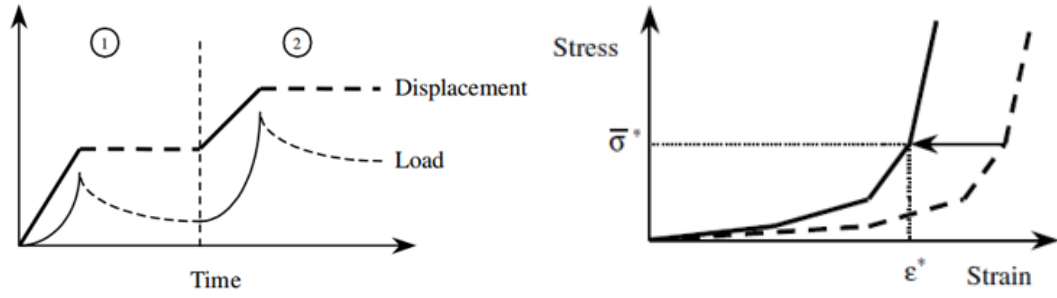 ①
②
Displacement
Load
Time
Stress
σ̅*
ε*
Strain